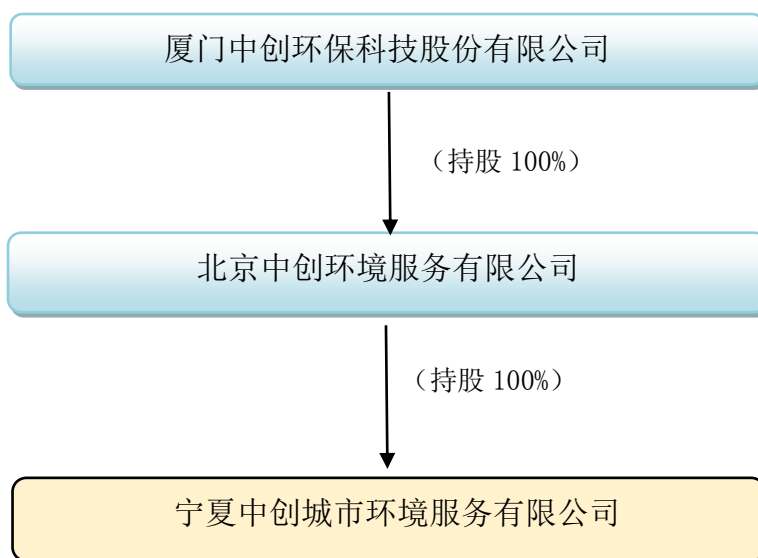 厦门中创环保科技股份有限公司
（持股 100%）
北京中创环境服务有限公司
（持股 100%）
宁夏中创城市环境服务有限公司